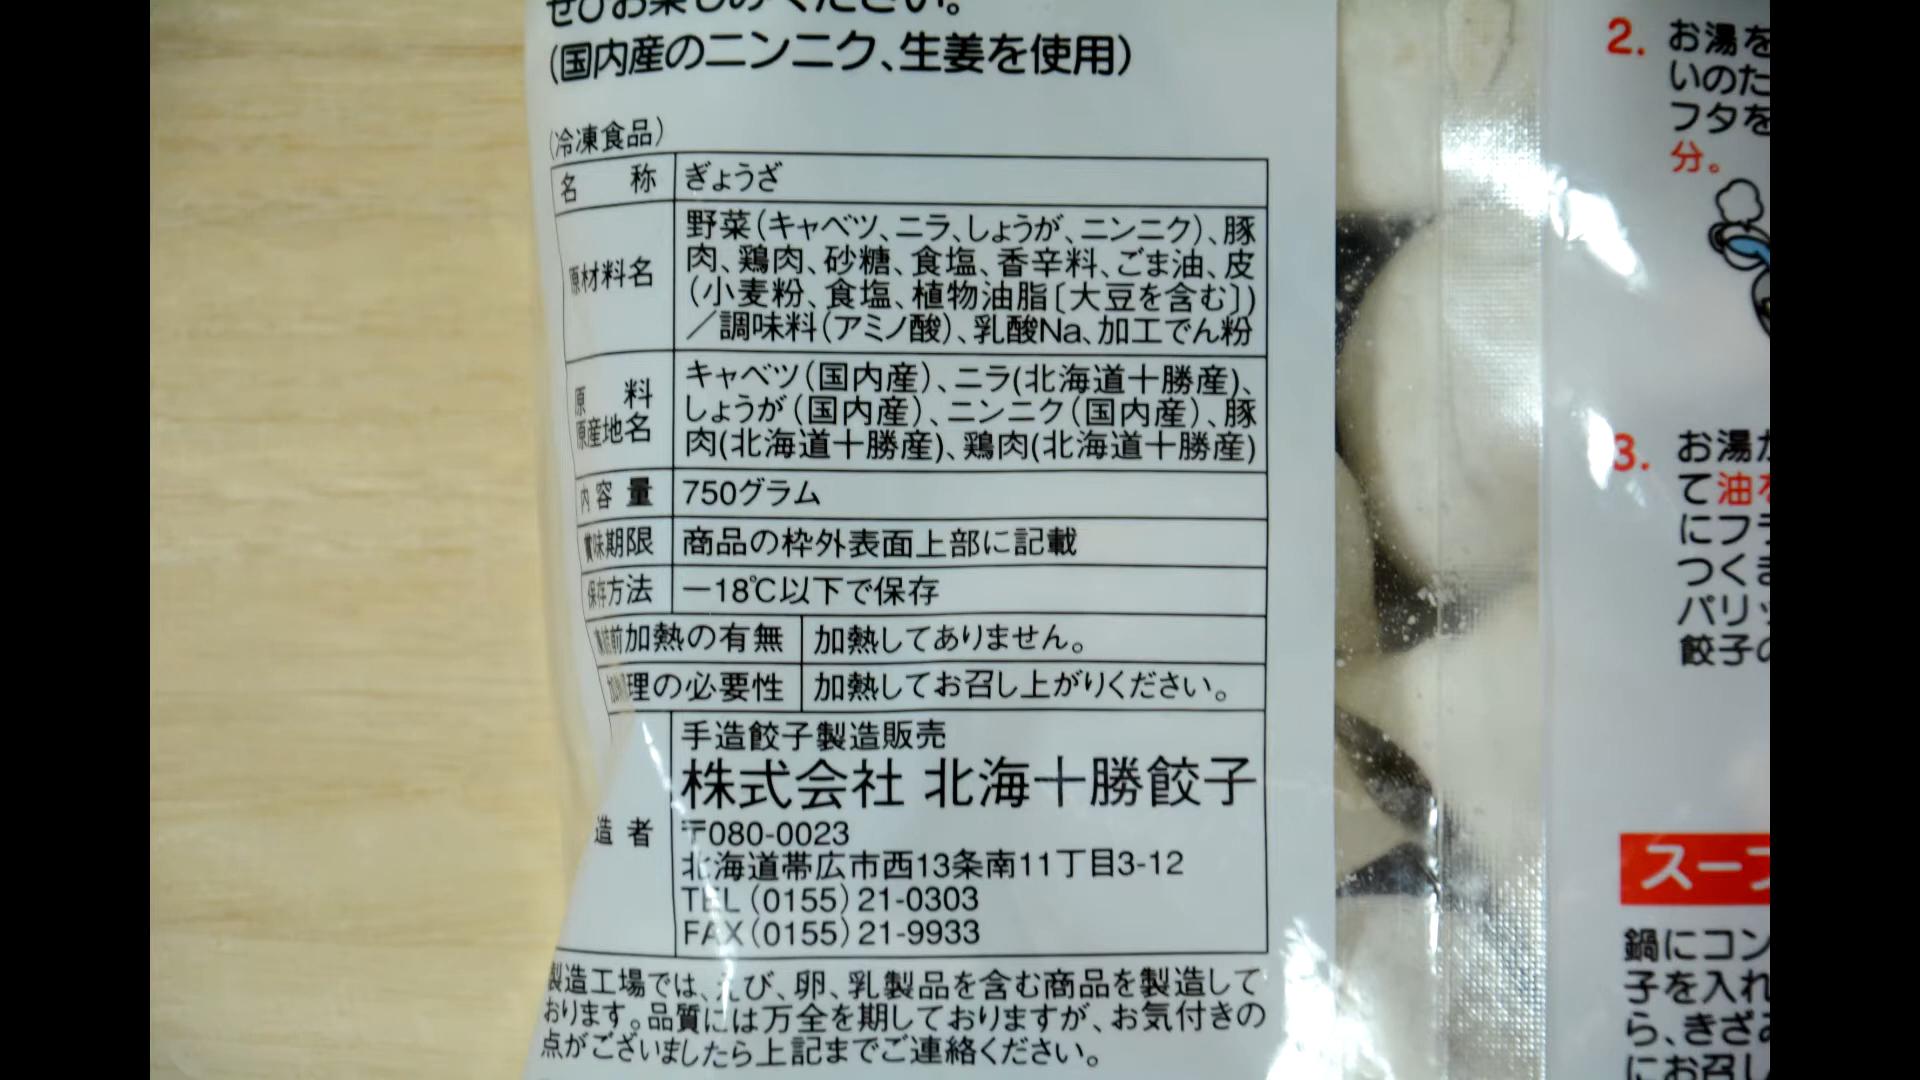 ぜひお楽しみください。
(国内産のニンニク、生姜を使用)
(冷凍食品)
名 称 ぎょうざ
原材料名 野菜(キャベツ、ニラ、しょうが、ニンニク)、豚
肉、鶏肉、砂糖、食塩、香辛料、ごま油、皮
(小麦粉、食塩、植物油脂〔大豆を含む〕)
／調味料(アミノ酸)、乳酸Na、加工でん粉
原 料
原産地名
キャベツ(国内産)、ニラ(北海道十勝産)、
しょうが(国内産)、ニンニク(国内産)、豚
肉(北海道十勝産)、鶏肉(北海道十勝産)
内 容 量 750グラム
賞味期限 商品の枠外表面上部に記載
保存方法 －18℃以下で保存
前加熱の有無 加熱してありません。
理の必要性 加熱してお召し上がりください。
造 者
手造餃子製造販売
株式会社 北海十勝餃子
〒080-0023
北海道帯広市西13条南11丁目3-12
TEL(0155)21-0303
FAX(0155)21-9933
製造工場では、えび、卵、乳製品を含む商品を製造して
おります。品質には万全を期しておりますが、お気付きの
点がございましたら上記までご連絡ください。
2. お湯を
いのた
フタを
分。
3. お湯が
て油を
にフラ
つくま
パリッ
餃子の
スープ
鍋にコン
子を入れ
ら、きざみ
にお召し